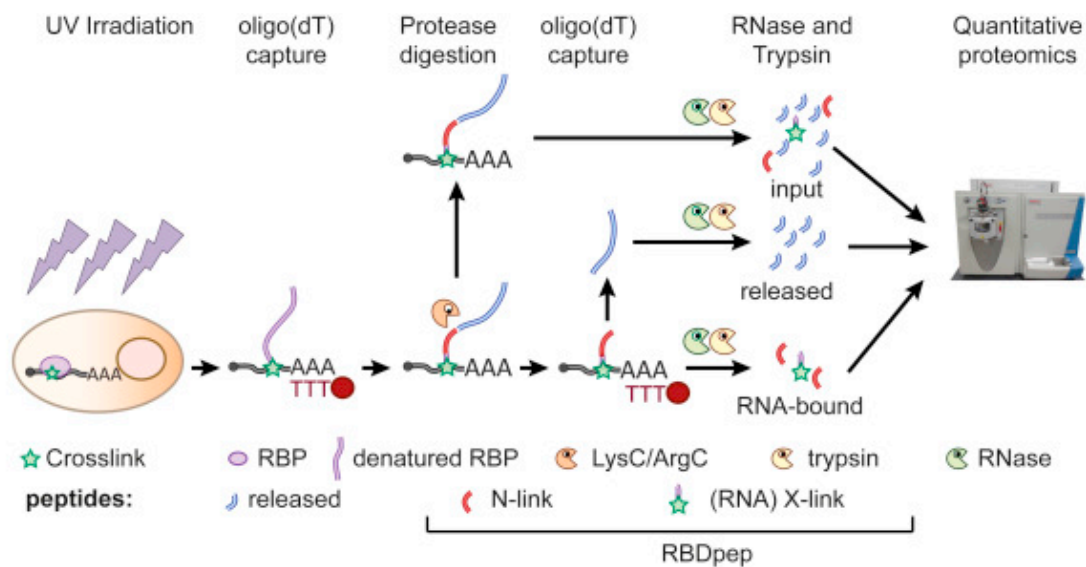 UV Irradiation
oligo(dT)
capture
Protease
digestion
oligo(dT)
capture
RNase and
Trypsin
Quantitative
proteomics
AAA
input
released
AAA
AAA
TTT
AAA
AAA
TTT
RNA-bound
Crosslink
RBP
denatured RBP
LysC/ArgC
trypsin
RNase
peptides:
released
N-link
(RNA) X-link
RBDpep